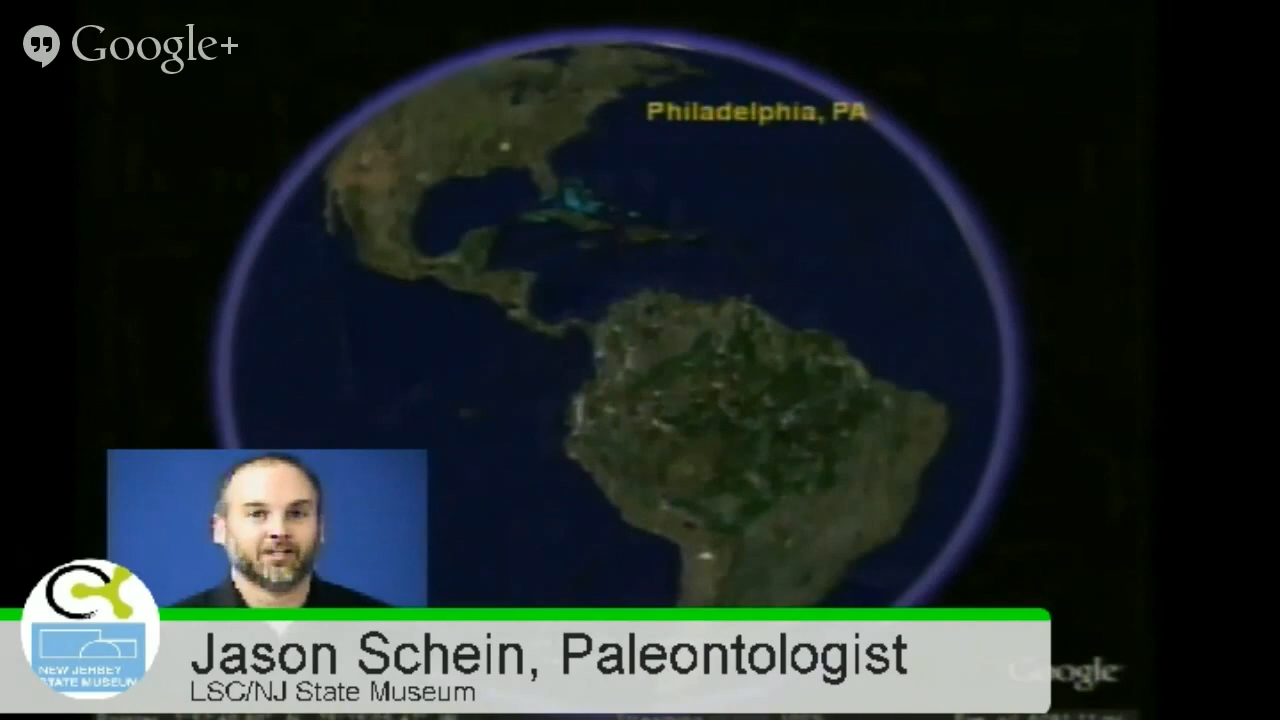 Google+
Philadelphia, PA
NEW JERSEY
STATE MUSEUM
Jason Schein, Paleontologist
LSC/NJ State Museum
Google